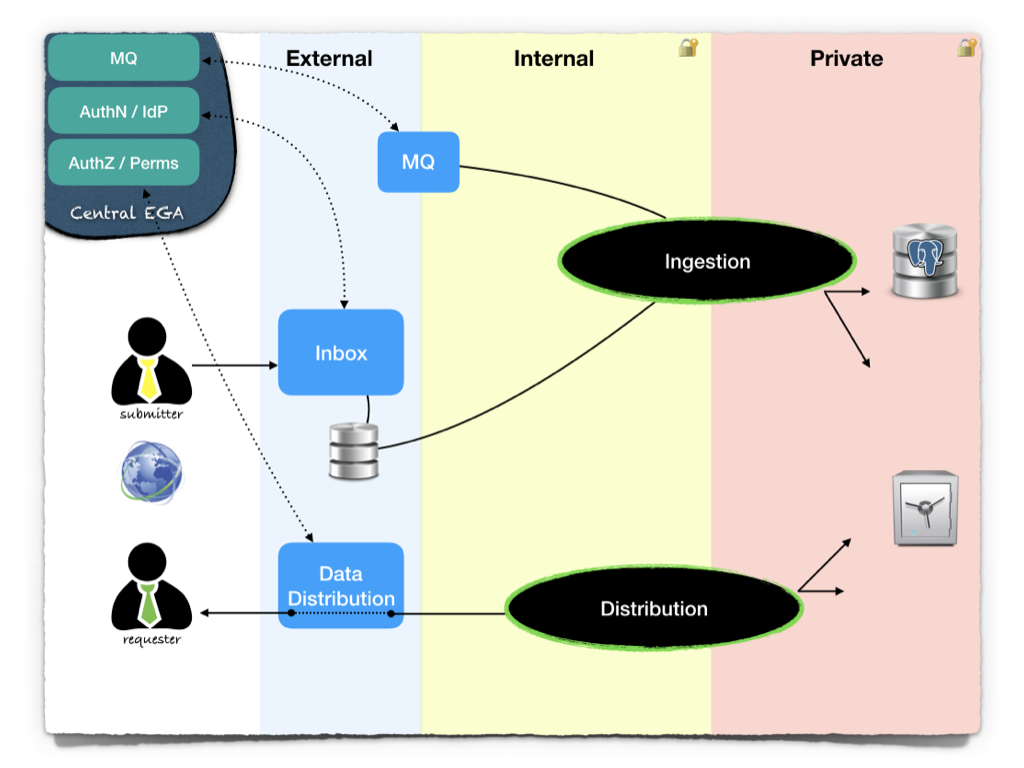 MQ
AuthN / IdP
AuthZ / Perms
Central EGA
External
Internal
Private
MQ
Ingestion
Inbox
submitter
Data
Distribution
Distribution
requester